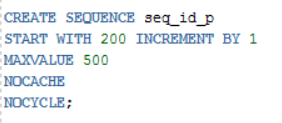 CREATE SEQUENCE seq_id_p
START WITH 200 INCREMENT BY 1
MAXVALUE 500
NOCACHE
NOCYCLE;